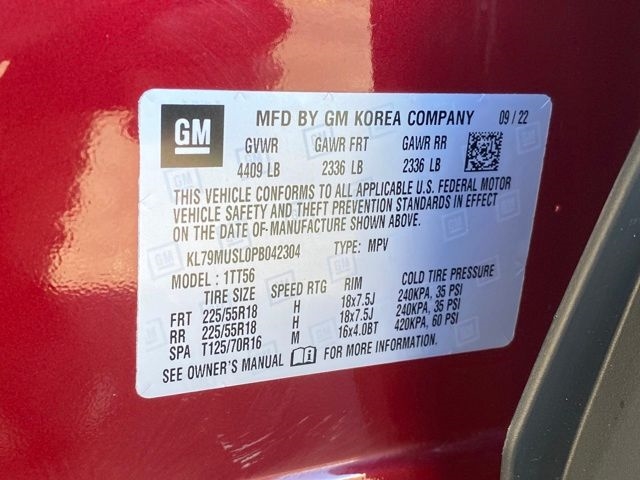 GM MFD BY GM KOREA COMPANY 09/22
GVWR GAWR FRT GAWR RR
4409 LB 2336 LB 2336 LB
THIS VEHICLE CONFORMS TO ALL APPLICABLE U.S. FEDERAL MOTOR
VEHICLE SAFETY AND THEFT PREVENTION STANDARDS IN EFFECT
ON THE DATE OF MANUFACTURE SHOWN ABOVE.
KL79MUSL0PB042304 TYPE: MPV
MODEL: 1TT56
TIRE SIZE SPEED RTG RIM COLD TIRE PRESSURE
FRT 225/55R18 H 18x7.5J 240KPA, 35 PSI
RR 225/55R18 H 18x7.5J 240KPA, 35 PSI
SPA T125/70R16 M 16x4.0BT 420KPA, 60 PSI
SEE OWNER'S MANUAL FOR MORE INFORMATION.